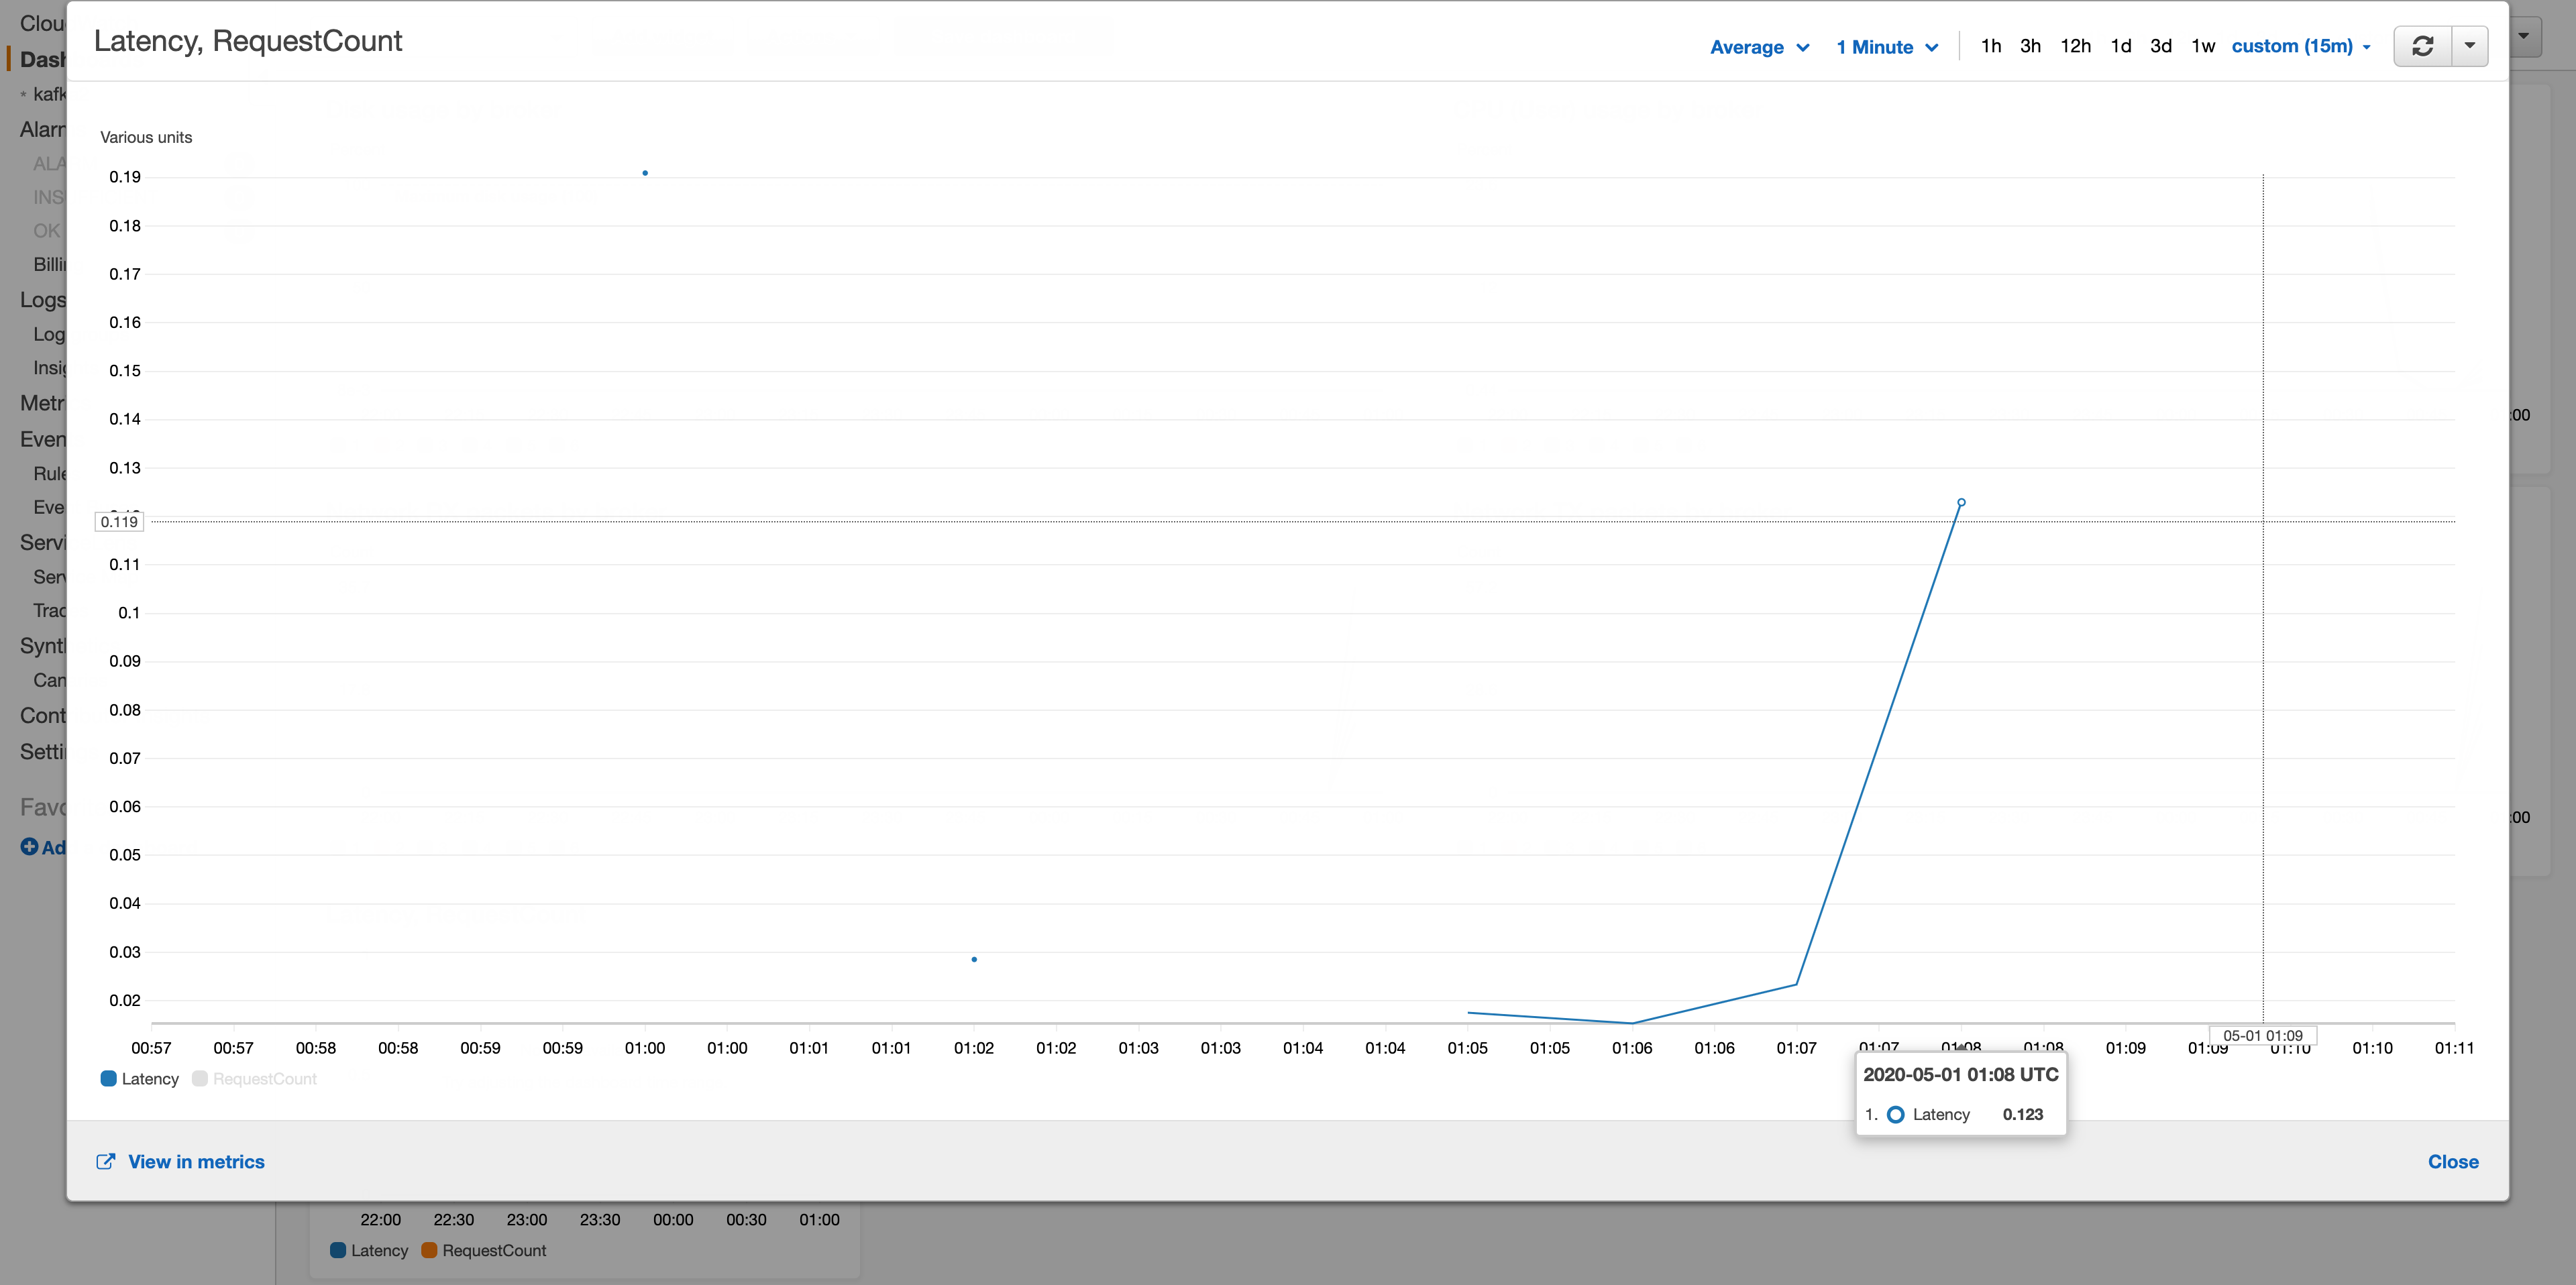 Latency, RequestCount
Average 1 Minute 1h 3h 12h 1d 3d 1w custom (15m)
Various units
0.19
0.18
0.17
0.16
0.15
0.14
0.13
0.119
0.11
0.1
0.09
0.08
0.07
0.06
0.05
0.04
0.03
0.02
05-01 01:09
00:57 00:57 00:58 00:58 00:59 00:59 01:00 01:00 01:01 01:01 01:02 01:02 01:03 01:03 01:04 01:04 01:05 01:05 01:06 01:06 01:07 01:07 01:08 01:08 01:09 01:09 01:10 01:10 01:11
Latency RequestCount
2020-05-01 01:08 UTC
1. Latency 0.123
View in metrics
Close
Clou
Dash
* kafk
Alarm
ALA
INS
OK
Billi
Logs
Log
Insig
Metr
Even
Rule
Eve
Servi
Serv
Trac
Synt
Can
Cont
Setti
Favo
Ad
:00
:00
22:00 22:30 23:00 23:30 00:00 00:30 01:00
Latency RequestCount